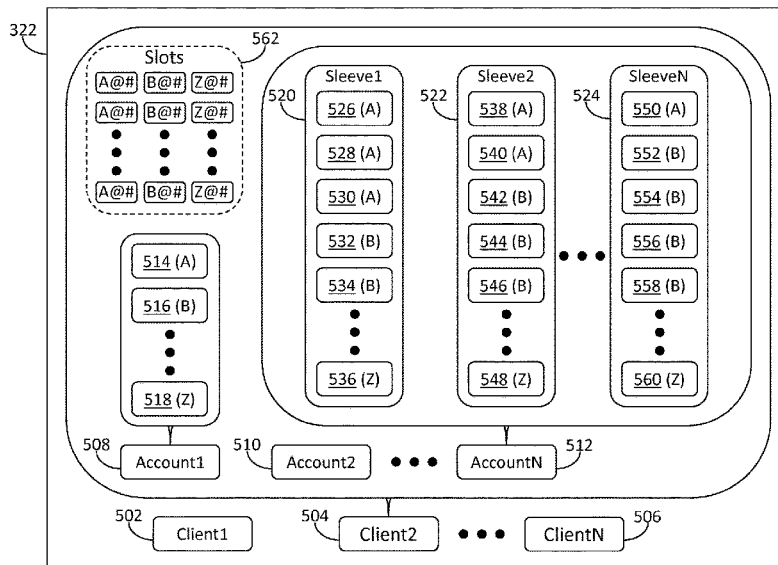 322
562
Slots
A@# B@# Z@#
A@# B@# Z@#
A@# B@# Z@#
520
Sleeve1
526 (A)
528 (A)
530 (A)
532 (B)
534 (B)
536 (Z)
522
Sleeve2
538 (A)
540 (A)
542 (B)
544 (B)
546 (B)
548 (Z)
524
SleeveN
550 (A)
552 (B)
554 (B)
556 (B)
558 (B)
560 (Z)
514 (A)
516 (B)
518 (Z)
508 Account1
510 Account2
AccountN 512
502 Client1
504 Client2
ClientN 506